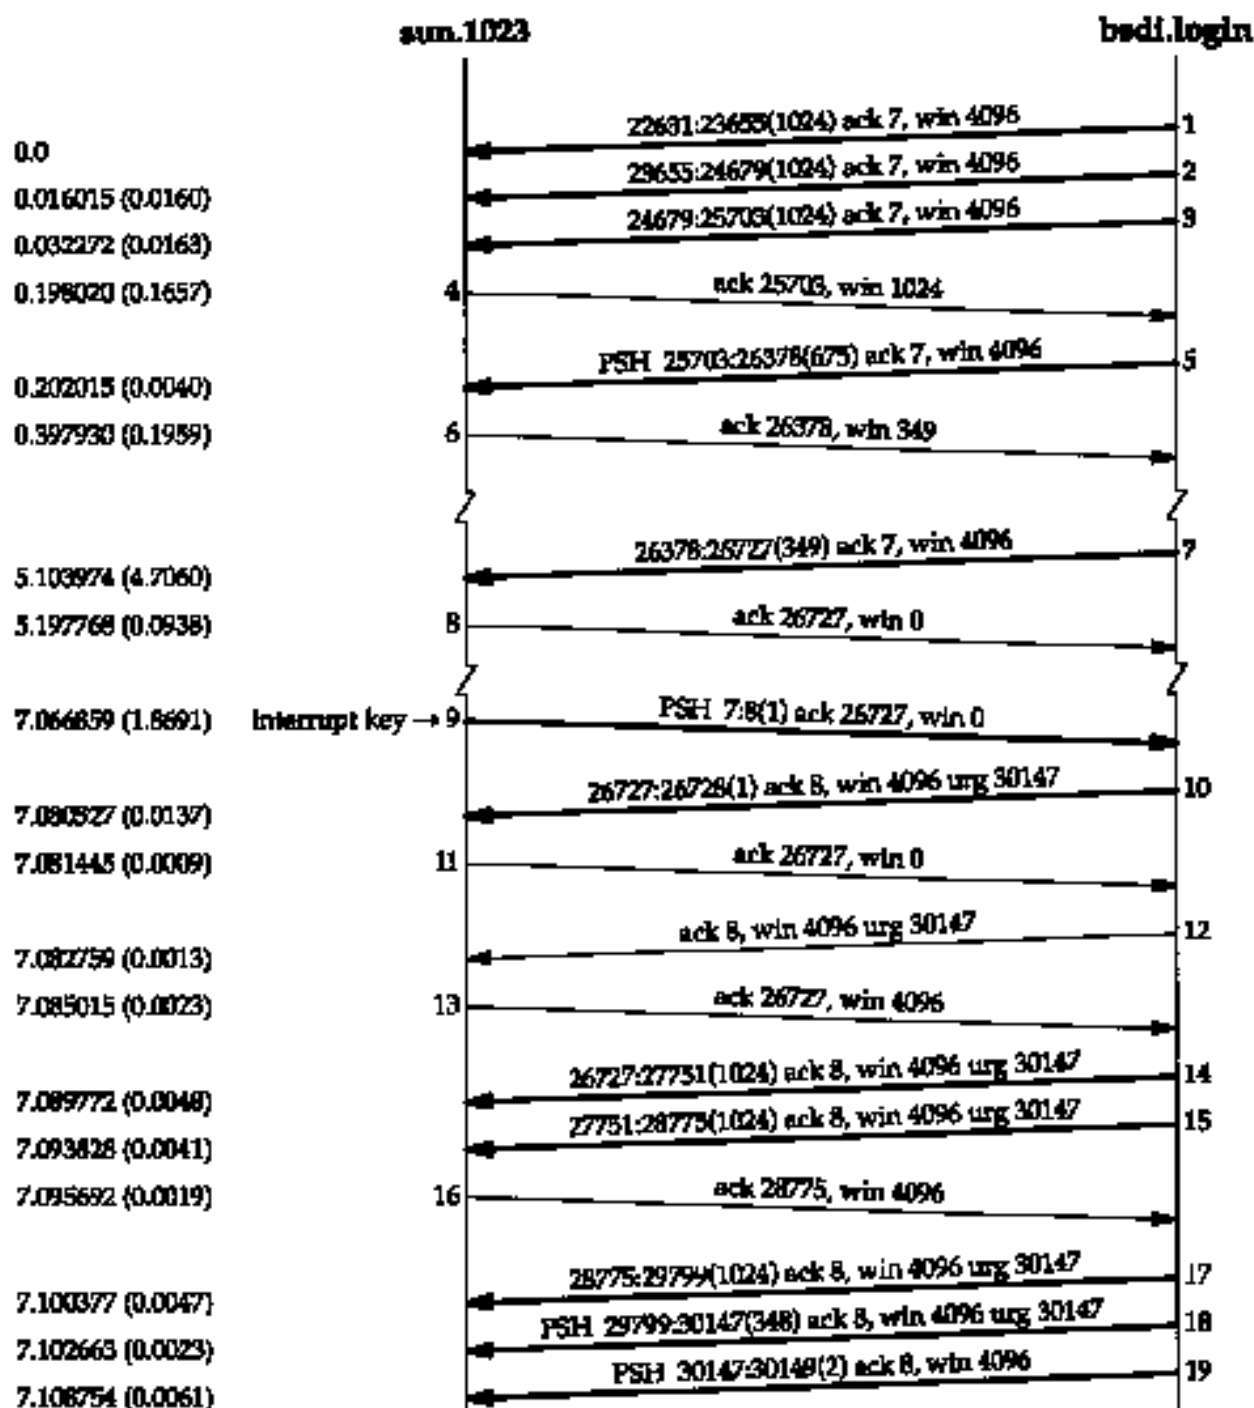 sun.1023 bsdi.login
22631:23655(1024) ack 7, win 4096 1
0.0
23655:24679(1024) ack 7, win 4096 2
0.016015 (0.0160)
24679:25703(1024) ack 7, win 4096 3
0.032272 (0.0163)
0.198020 (0.1657) 4 ack 25703, win 1024
PSH 25703:26378(675) ack 7, win 4096 5
0.202015 (0.0040)
0.397930 (0.1959) 6 ack 26378, win 349
26378:26727(349) ack 7, win 4096 7
5.103974 (4.7060)
5.197768 (0.0938) 8 ack 26727, win 0
7.066859 (1.8691) Interrupt key → 9 PSH 7:8(1) ack 26727, win 0
26727:26728(1) ack 8, win 4096 urg 30147 10
7.080527 (0.0137)
7.081445 (0.0009) 11 ack 26727, win 0
ack 8, win 4096 urg 30147 12
7.082759 (0.0013)
7.085015 (0.0023) 13 ack 26727, win 4096
26727:27751(1024) ack 8, win 4096 urg 30147 14
7.089772 (0.0048)
27751:28775(1024) ack 8, win 4096 urg 30147 15
7.093828 (0.0041)
7.095692 (0.0019) 16 ack 28775, win 4096
28775:29799(1024) ack 8, win 4096 urg 30147 17
7.100377 (0.0047)
PSH 29799:30147(348) ack 8, win 4096 urg 30147 18
7.102663 (0.0023)
PSH 30147:30149(2) ack 8, win 4096 19
7.108754 (0.0061)